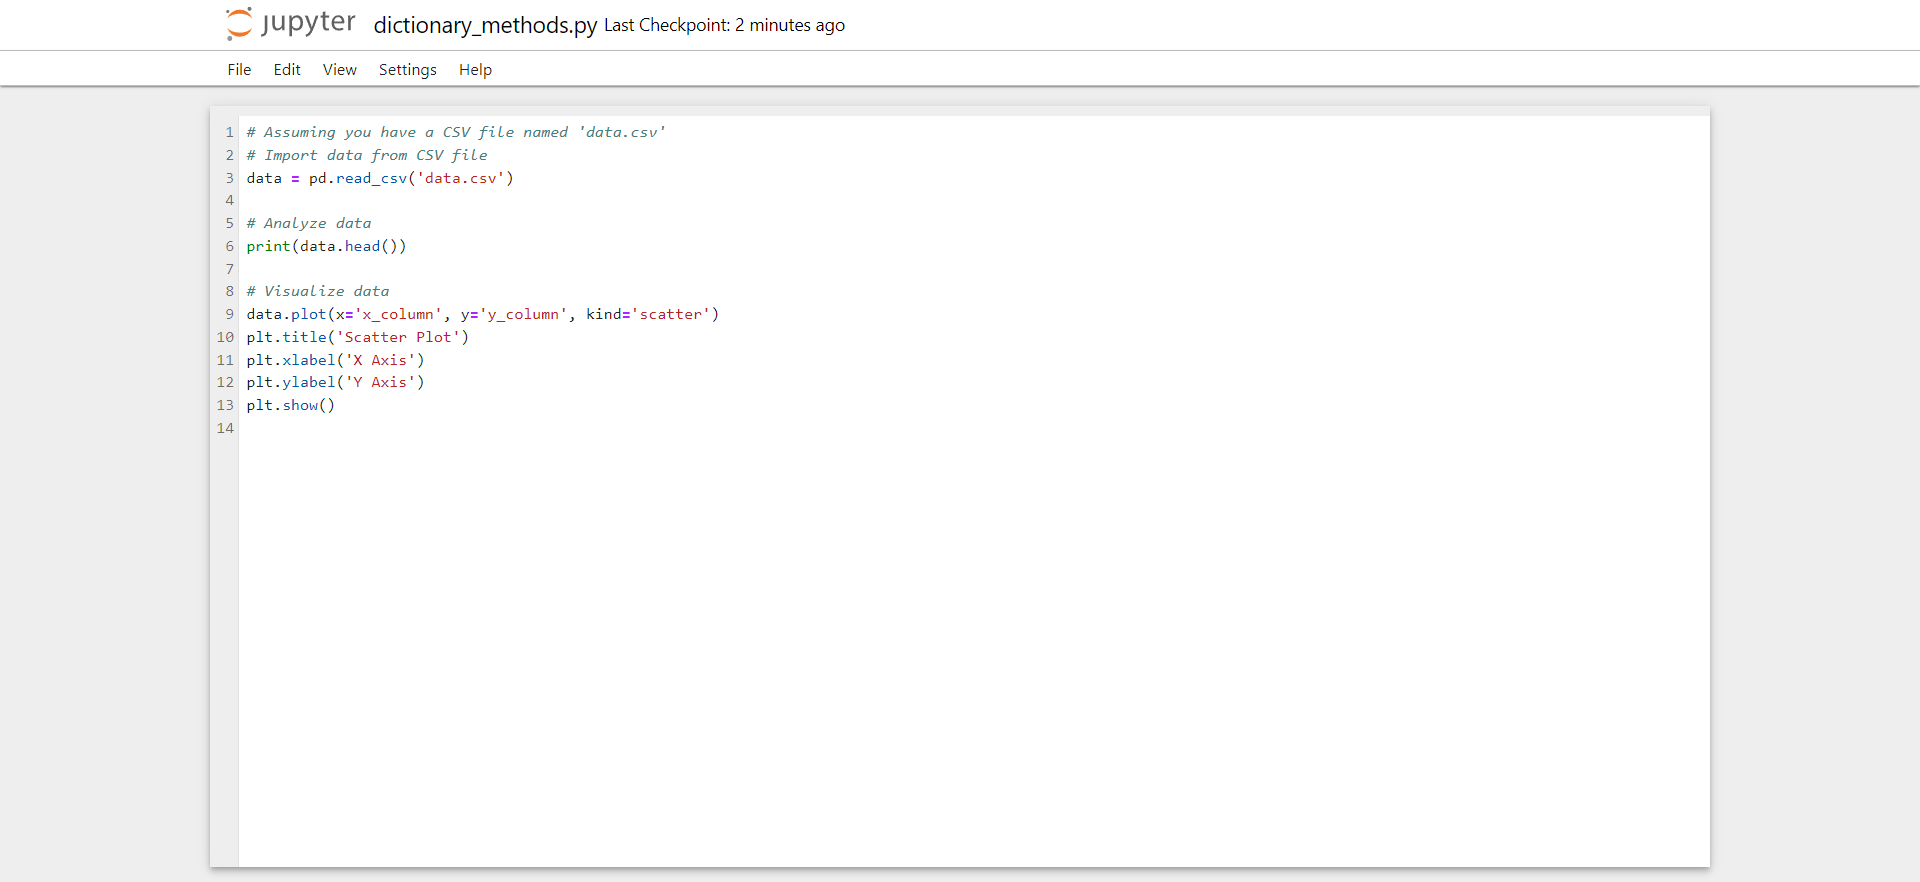 jupyter dictionary_methods.py Last Checkpoint: 2 minutes ago
File Edit View Settings Help
1 # Assuming you have a CSV file named 'data.csv'
2 # Import data from CSV file
3 data = pd.read_csv('data.csv')
4
5 # Analyze data
6 print(data.head())
7
8 # Visualize data
9 data.plot(x='x_column', y='y_column', kind='scatter')
10 plt.title('Scatter Plot')
11 plt.xlabel('X Axis')
12 plt.ylabel('Y Axis')
13 plt.show()
14